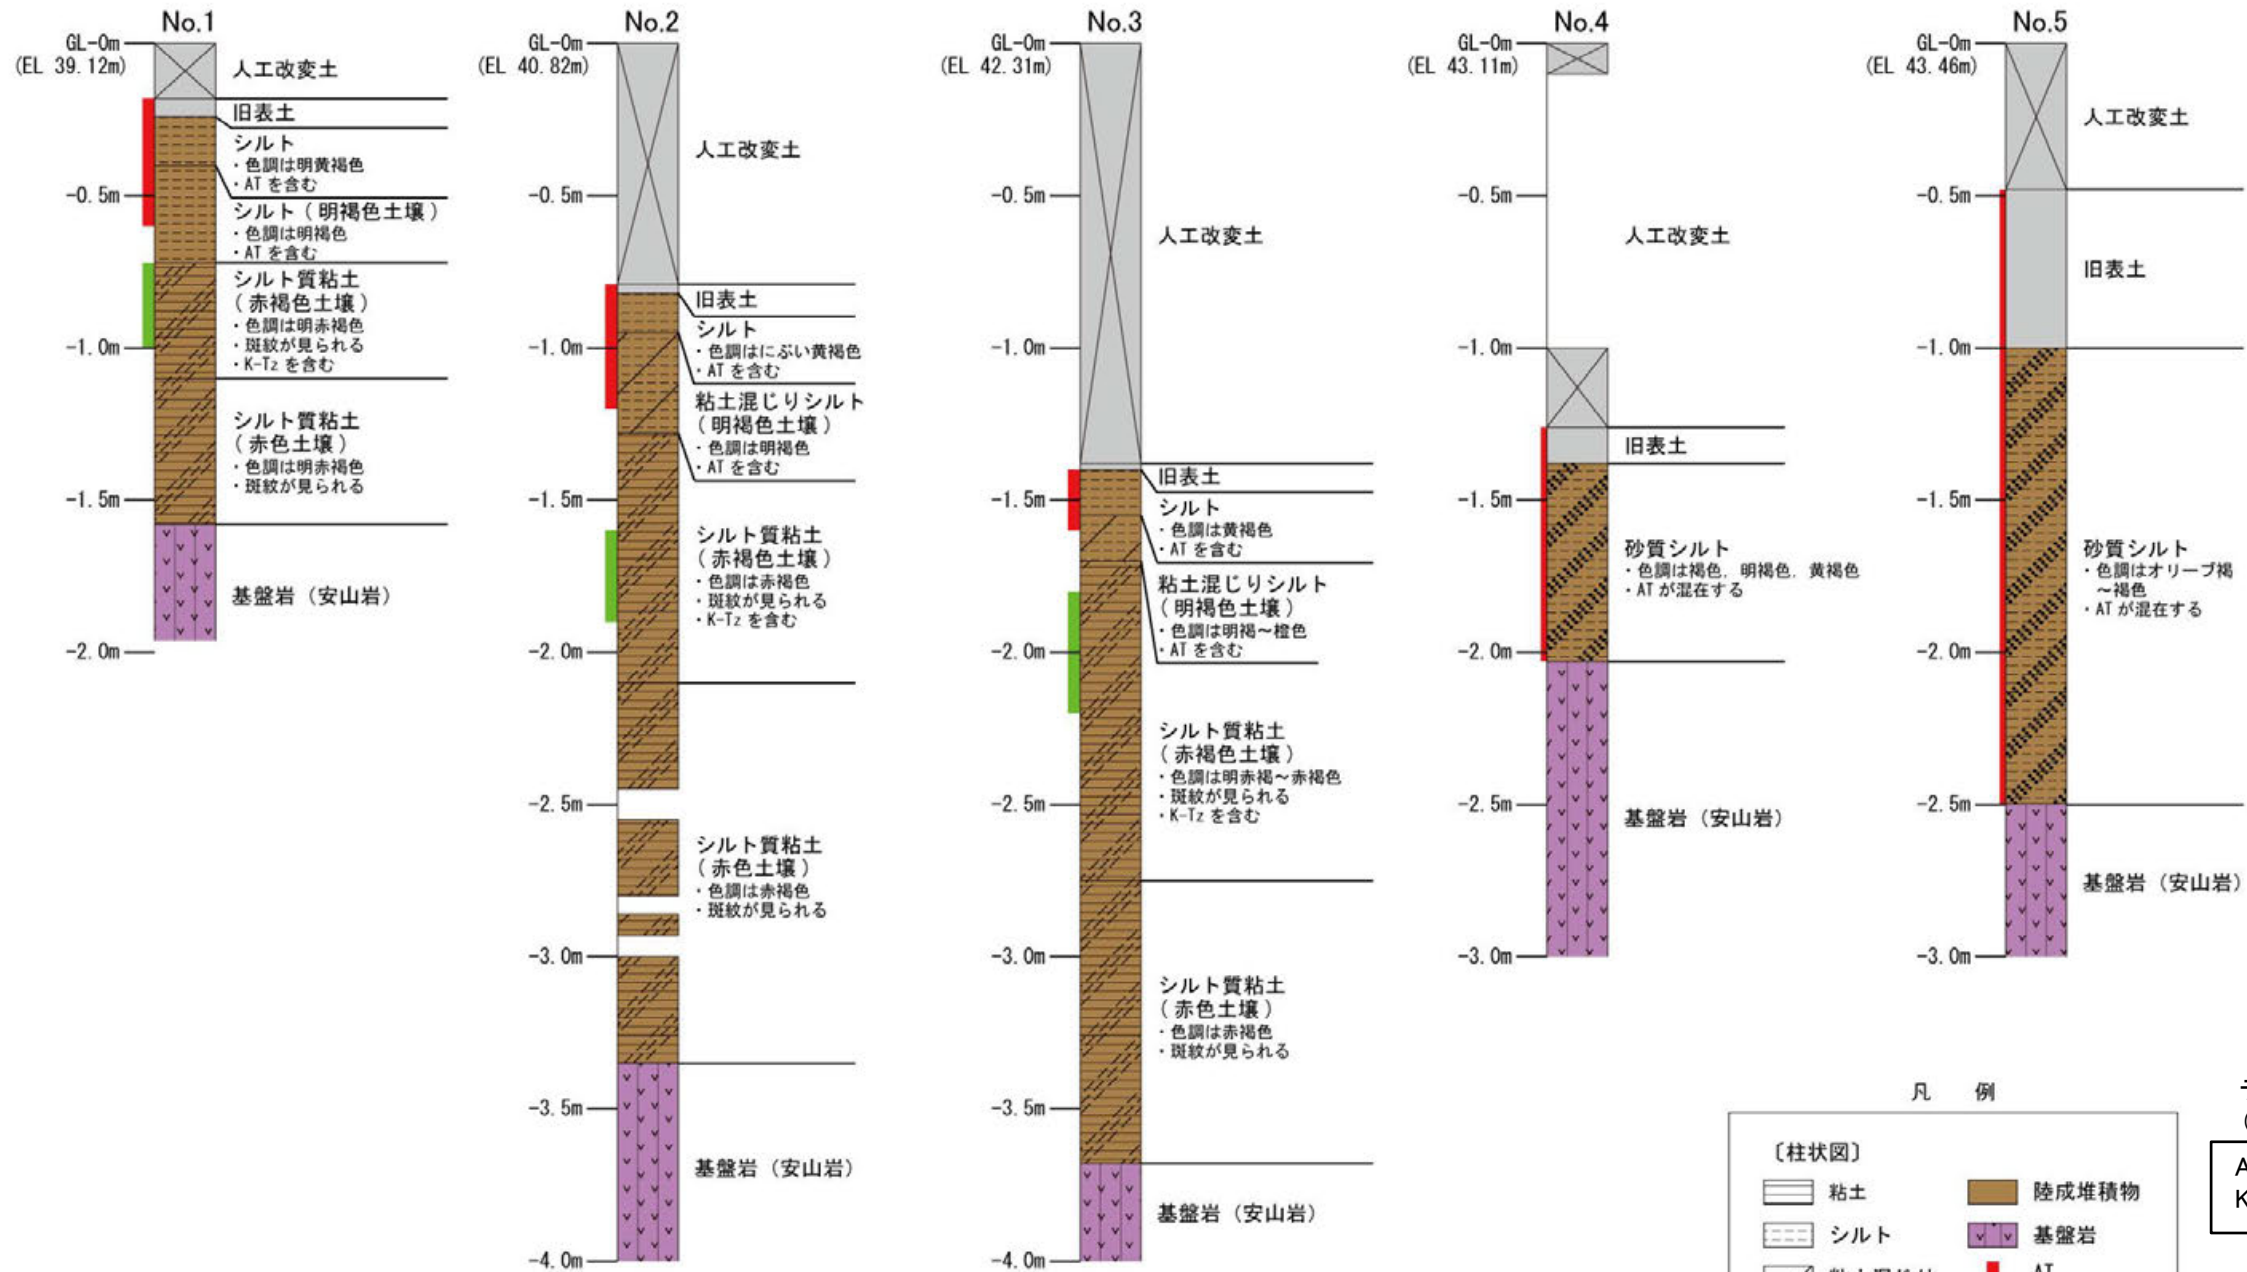 No.1
GL-0m
(EL 39.12m)
-0.5m
-1.0m
-1.5m
-2.0m
人工改変土
旧表土
シルト
・色調は明黄褐色
・ATを含む
シルト(明褐色土壌)
・色調は明褐色
・ATを含む
シルト質粘土
(赤褐色土壌)
・色調は明赤褐色
・斑紋が見られる
・K-Tzを含む
シルト質粘土
(赤色土壌)
・色調は明赤褐色
・斑紋が見られる
基盤岩(安山岩)
No.2
GL-0m
(EL 40.82m)
-0.5m
-1.0m
-1.5m
-2.0m
-2.5m
-3.0m
-3.5m
-4.0m
人工改変土
旧表土
シルト
・色調はにぶい黄褐色
・ATを含む
粘土混じりシルト
(明褐色土壌)
・色調は明褐色
・ATを含む
シルト質粘土
(赤褐色土壌)
・色調は赤褐色
・斑紋が見られる
・K-Tzを含む
シルト質粘土
(赤色土壌)
・色調は赤褐色
・斑紋が見られる
基盤岩(安山岩)
No.3
GL-0m
(EL 42.31m)
-0.5m
-1.0m
-1.5m
-2.0m
-2.5m
-3.0m
-3.5m
-4.0m
人工改変土
旧表土
シルト
・色調は黄褐色
・ATを含む
粘土混じりシルト
(明褐色土壌)
・色調は明褐~橙色
・ATを含む
シルト質粘土
(赤褐色土壌)
・色調は明赤褐~赤褐色
・斑紋が見られる
・K-Tzを含む
シルト質粘土
(赤色土壌)
・色調は赤褐色
・斑紋が見られる
基盤岩(安山岩)
No.4
GL-0m
(EL 43.11m)
-0.5m
-1.0m
-1.5m
-2.0m
-2.5m
-3.0m
人工改変土
旧表土
砂質シルト
・色調は褐色,明褐色,黄褐色
・ATが混在する
基盤岩(安山岩)
No.5
GL-0m
(EL 43.46m)
-0.5m
-1.0m
-1.5m
-2.0m
-2.5m
-3.0m
人工改変土
旧表土
砂質シルト
・色調はオリーブ褐
~褐色
・ATが混在する
基盤岩(安山岩)
凡 例
〔柱状図〕
粘土
陸成堆積物
シルト
基盤岩
AT
A
K